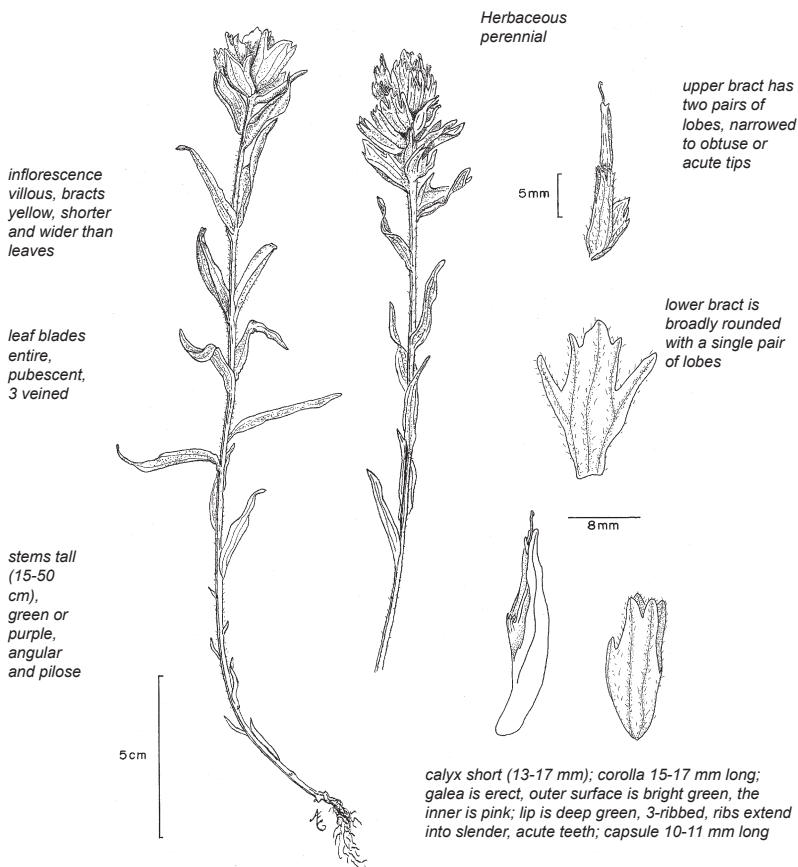 Herbaceous
perennial
upper bract has
two pairs of
lobes, narrowed
to obtuse or
acute tips
inflorescence
villous, bracts
yellow, shorter
and wider than
leaves
5mm
lower bract is
broadly rounded
with a single pair
of lobes
leaf blades
entire,
pubescent,
3 veined
8mm
stems tall
(15-50
cm),
green or
purple,
angular
and pilose
5cm
calyx short (13-17 mm); corolla 15-17 mm long;
galea is erect, outer surface is bright green, the
inner is pink; lip is deep green, 3-ribbed, ribs extend
into slender, acute teeth; capsule 10-11 mm long